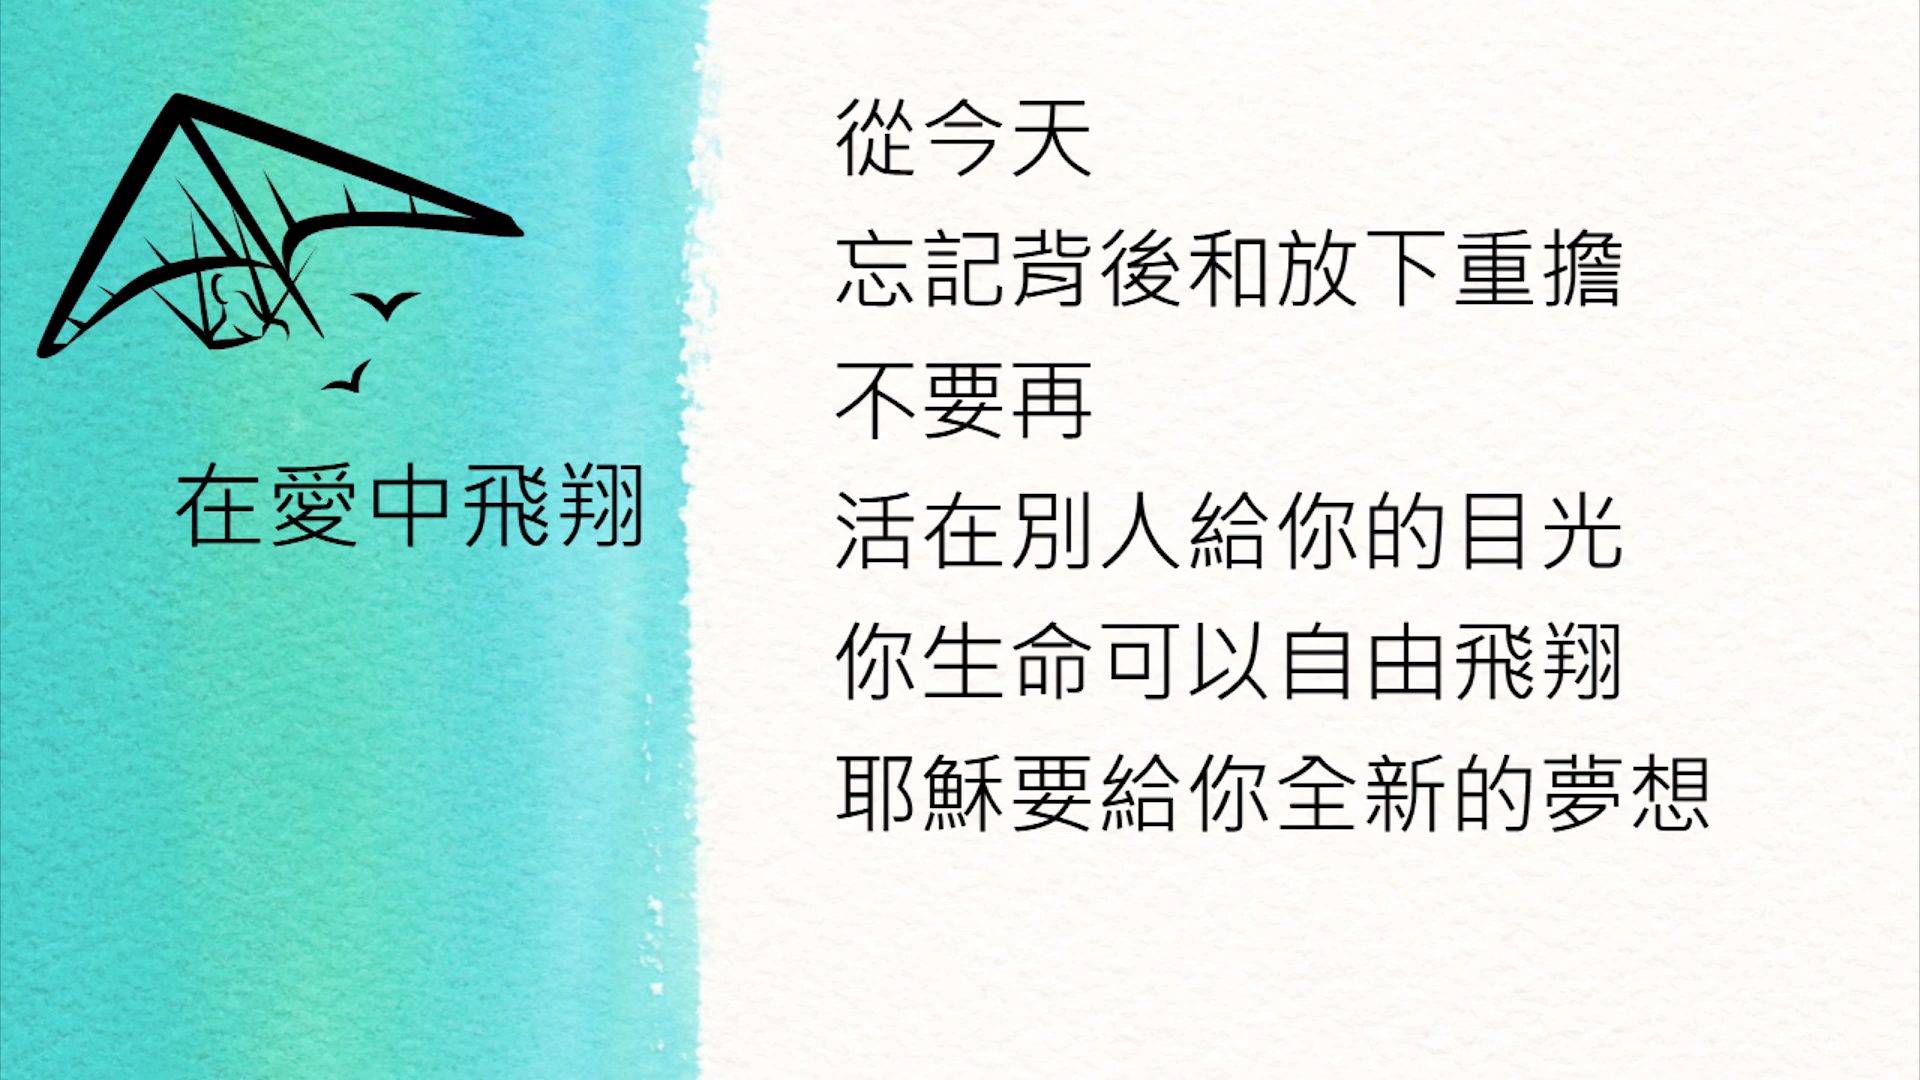 在愛中飛翔
從今天
忘記背後和放下重擔
不要再
活在別人給你的目光
你生命可以自由飛翔
耶穌要給你全新的夢想